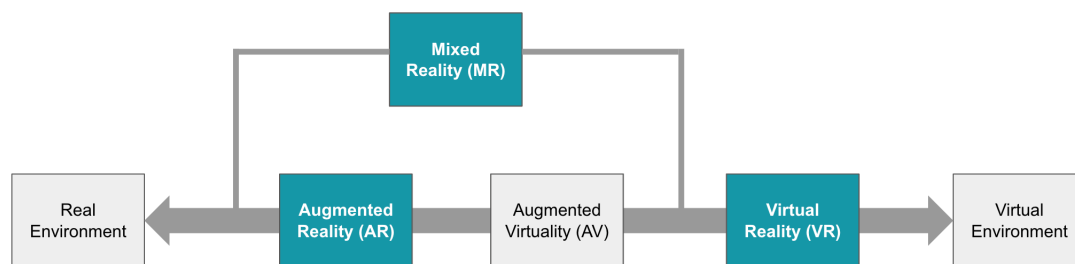 Mixed
Reality (MR)
Real
Environment
Augmented
Reality (AR)
Augmented
Virtuality (AV)
Virtual
Reality (VR)
Virtual
Environment